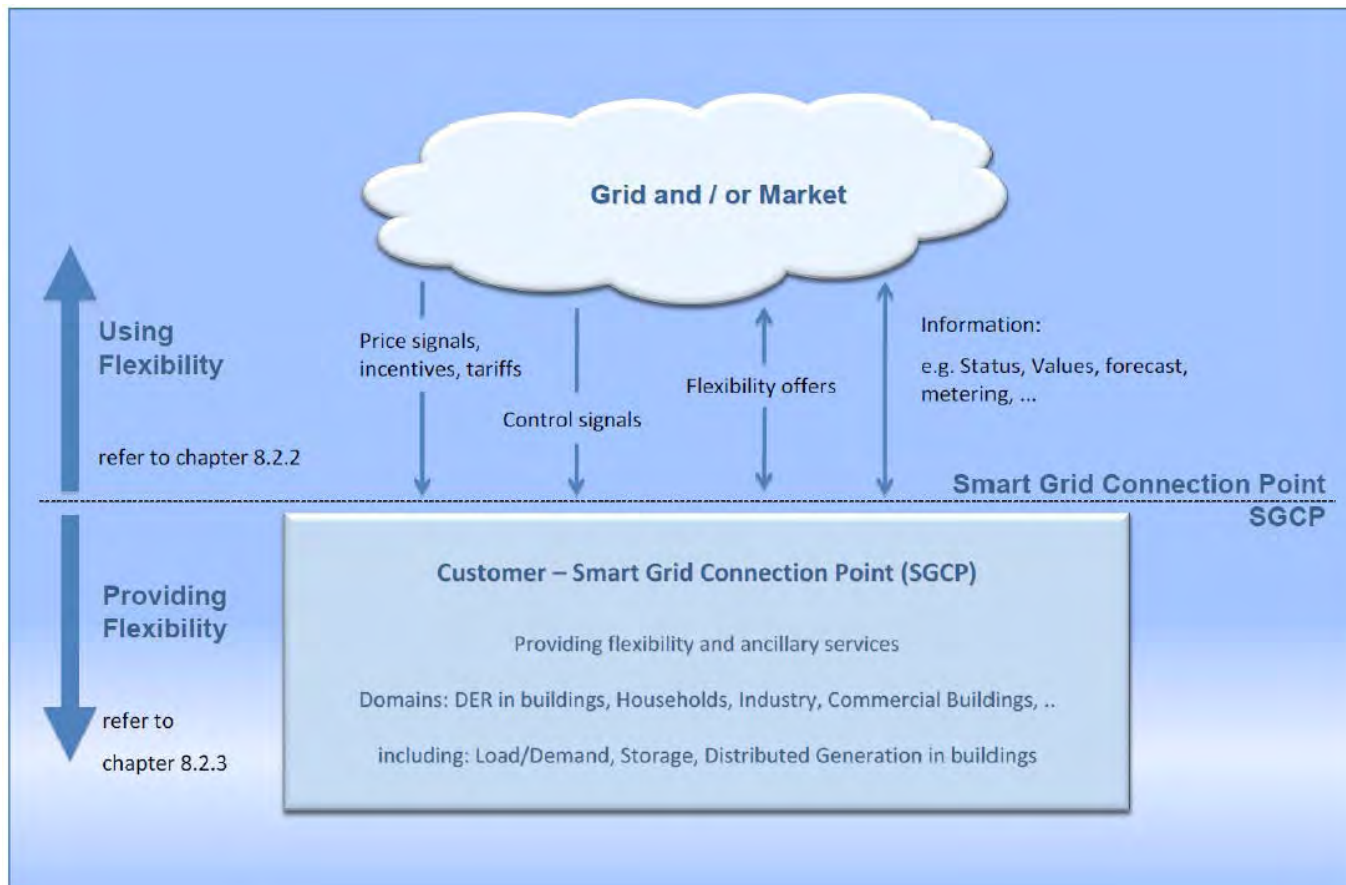 Grid and / or Market
Using
Flexibility
refer to chapter 8.2.2
Price signals,
incentives, tariffs
Control signals
Flexibility offers
Information:
e.g. Status, Values, forecast,
metering, ...
Smart Grid Connection Point
SGCP
Providing
Flexibility
refer to
chapter 8.2.3
Customer – Smart Grid Connection Point (SGCP)
Providing flexibility and ancillary services
Domains: DER in buildings, Households, Industry, Commercial Buildings, ..
including: Load/Demand, Storage, Distributed Generation in buildings